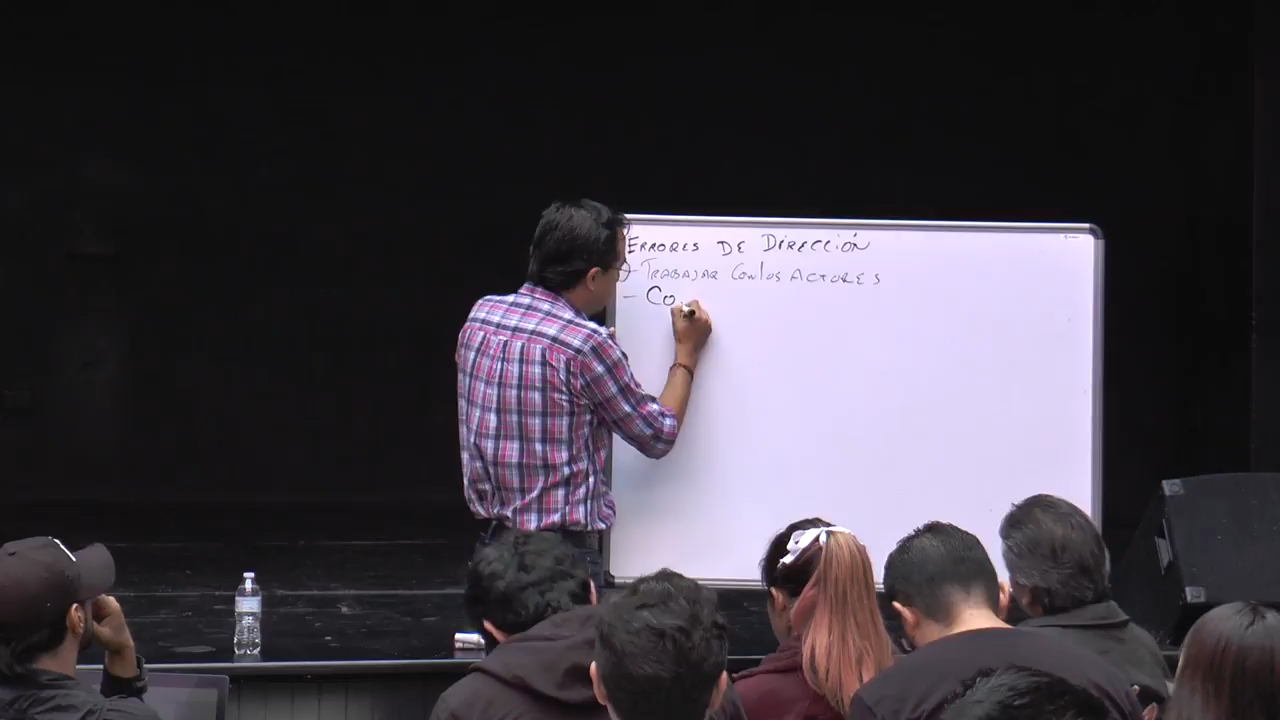 ERRORES DE DIRECCIÓN
- TRABAJAR CON LOS ACTORES
- CO